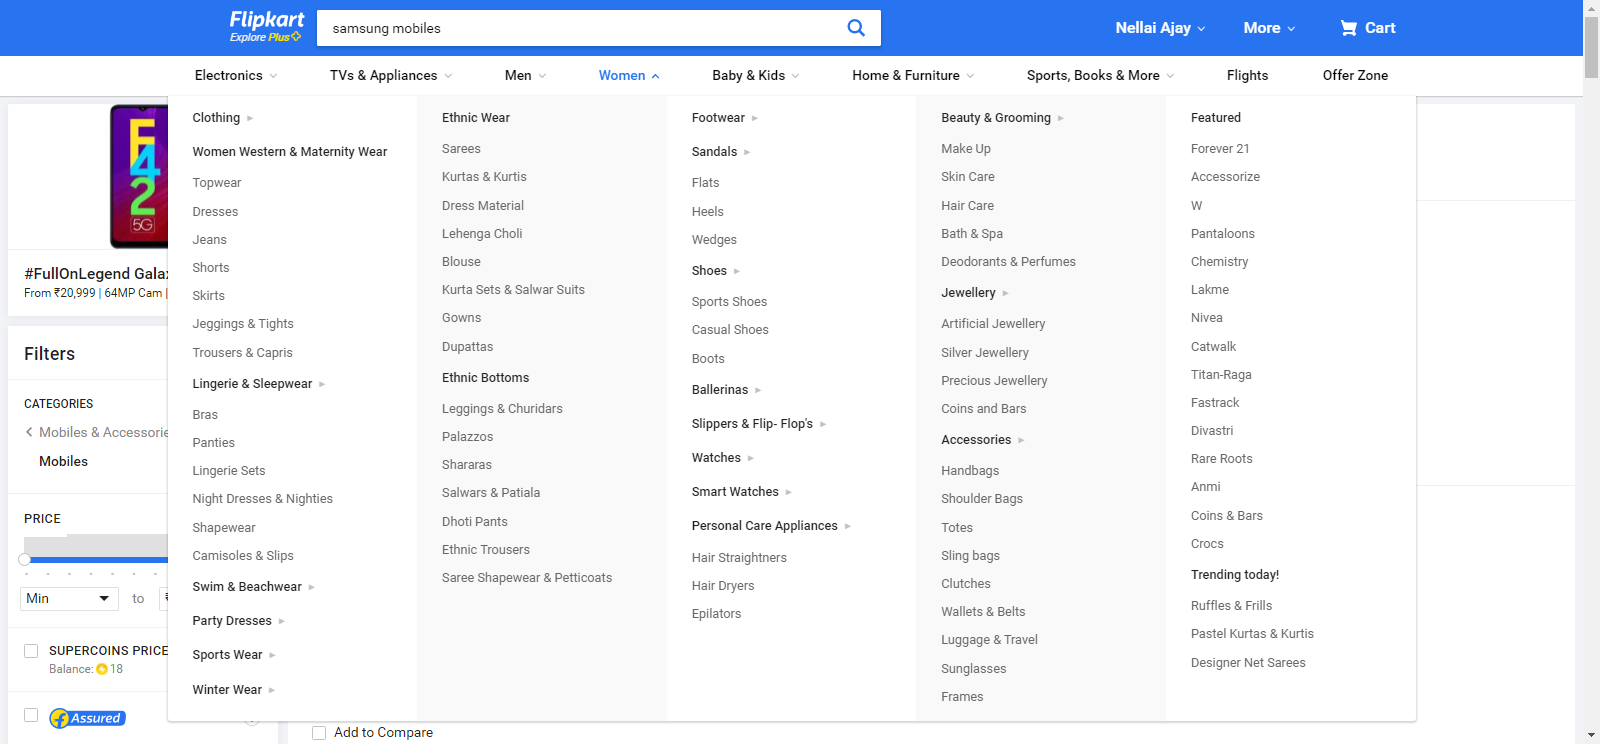 Flipkart
Explore Plus
samsung mobiles
Nellai Ajay
More
Cart
Electronics
TVs & Appliances
Men
Women
Baby & Kids
Home & Furniture
Sports, Books & More
Flights
Offer Zone
F
4
2
5G
#FullOnLegend Gala
From ₹20,999 | 64MP Cam |
Filters
CATEGORIES
Mobiles & Accessorie
Mobiles
PRICE
Min
to
SUPERCOINS PRICE
Balance: 18
Assured
Clothing
Women Western & Maternity Wear
Topwear
Dresses
Jeans
Shorts
Skirts
Jeggings & Tights
Trousers & Capris
Lingerie & Sleepwear
Bras
Panties
Lingerie Sets
Night Dresses & Nighties
Shapewear
Camisoles & Slips
Swim & Beachwear
Party Dresses
Sports Wear
Winter Wear
Ethnic Wear
Sarees
Kurtas & Kurtis
Dress Material
Lehenga Choli
Blouse
Kurta Sets & Salwar Suits
Gowns
Dupattas
Ethnic Bottoms
Leggings & Churidars
Palazzos
Shararas
Salwars & Patiala
Dhoti Pants
Ethnic Trousers
Saree Shapewear & Petticoats
Footwear
Sandals
Flats
Heels
Wedges
Shoes
Sports Shoes
Casual Shoes
Boots
Ballerinas
Slippers & Flip- Flop's
Watches
Smart Watches
Personal Care Appliances
Hair Straightners
Hair Dryers
Epilators
Beauty & Grooming
Make Up
Skin Care
Hair Care
Bath & Spa
Deodorants & Perfumes
Jewellery
Artificial Jewellery
Silver Jewellery
Precious Jewellery
Coins and Bars
Accessories
Handbags
Shoulder Bags
Totes
Sling bags
Clutches
Wallets & Belts
Luggage & Travel
Sunglasses
Frames
Featured
Forever 21
Accessorize
W
Pantaloons
Chemistry
Lakme
Nivea
Catwalk
Titan-Raga
Fastrack
Divastri
Rare Roots
Anmi
Coins & Bars
Crocs
Trending today!
Ruffles & Frills
Pastel Kurtas & Kurtis
Designer Net Sarees
Add to Compare